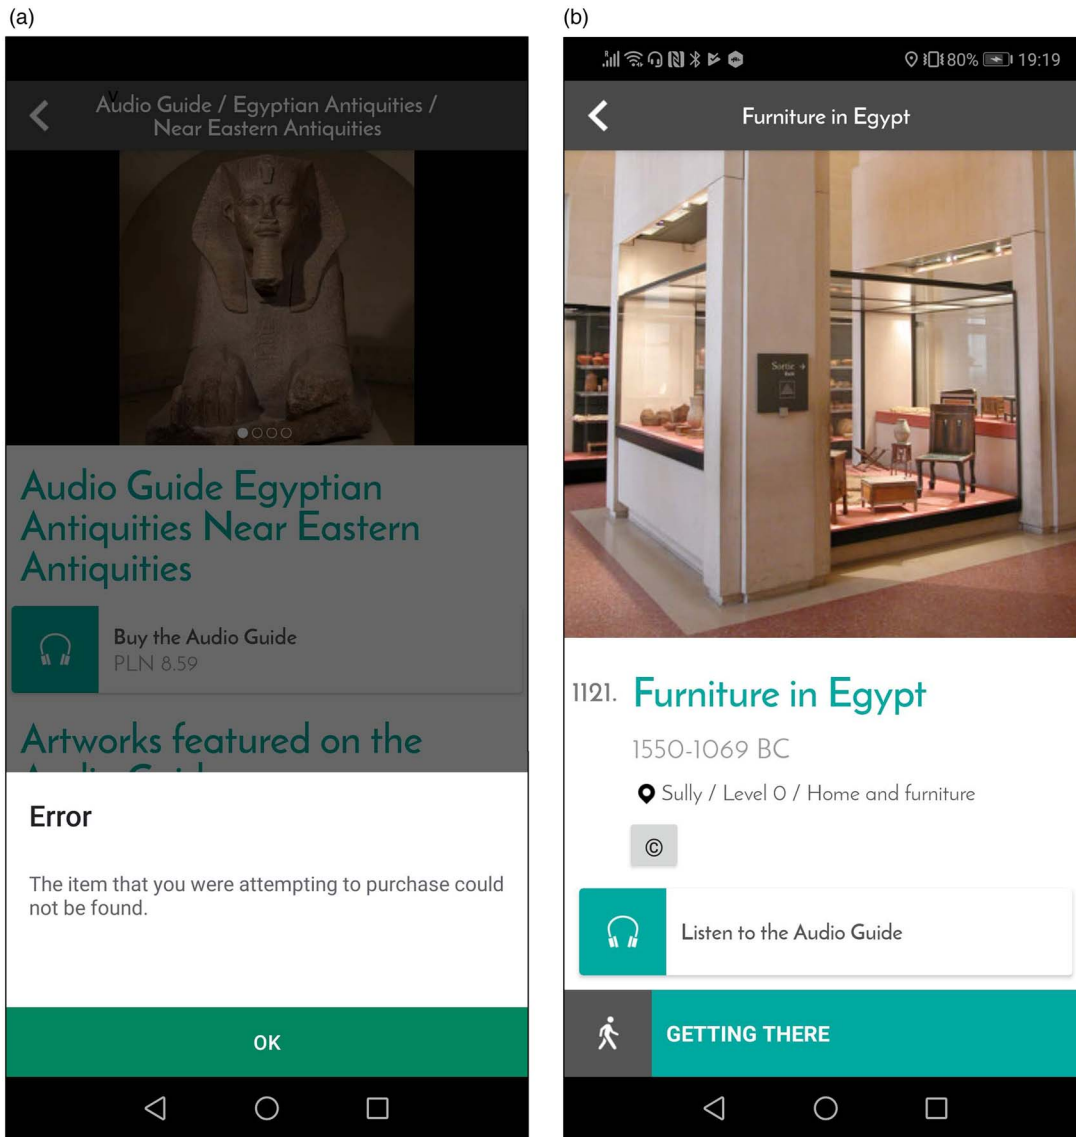 (a)
Audio Guide / Egyptian Antiquities /
Near Eastern Antiquities
Audio Guide Egyptian
Antiquities Near Eastern
Antiquities
Buy the Audio Guide
PLN 8.59
Artworks featured on the
Audio Guide
Error
The item that you were attempting to purchase could
not be found.
OK
(b)
80% 19:19
Furniture in Egypt
Sortie →
1121. Furniture in Egypt
1550-1069 BC
Sully / Level 0 / Home and furniture
©
Listen to the Audio Guide
GETTING THERE